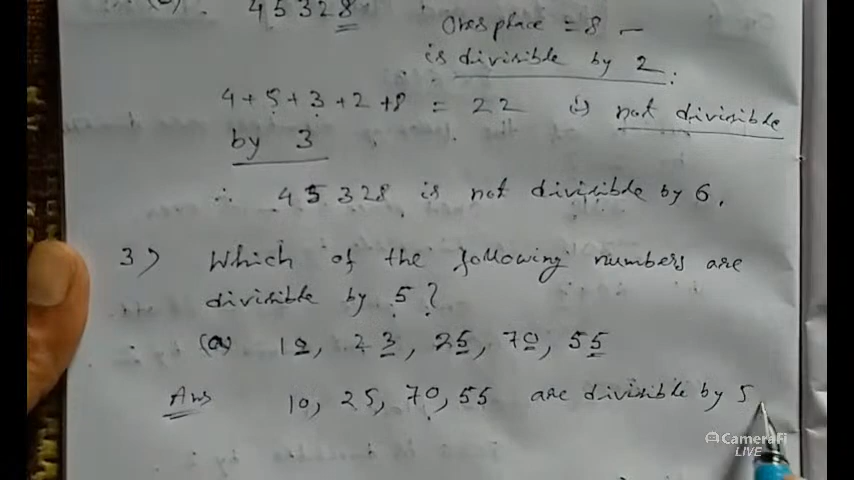 45328
Ones place = 8 –
is divisible by 2.
4+5+3+2+8 = 22 is not divisible
by 3
∴ 45328 is not divisible by 6.
3) Which of the following numbers are
divisible by 5?
(a) 10, 23, 25, 70, 55
Ans 10, 25, 70, 55 are divisible by 5
CameraFi
LIVE